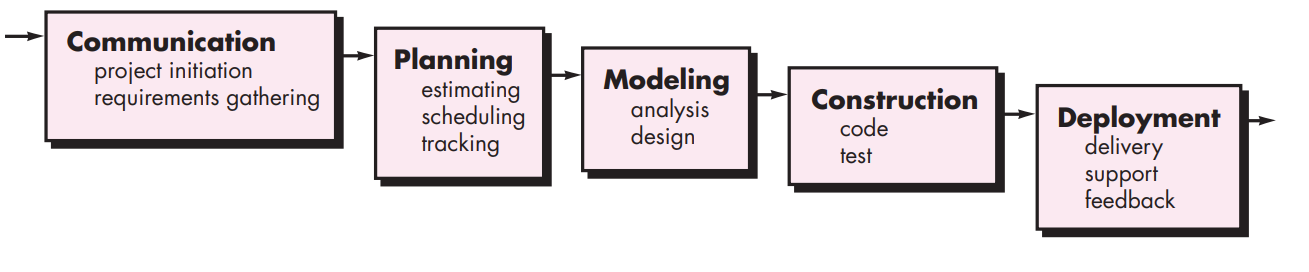 Communication
project initiation
requirements gathering
Planning
estimating
scheduling
tracking
Modeling
analysis
design
Construction
code
test
Deployment
delivery
support
feedback